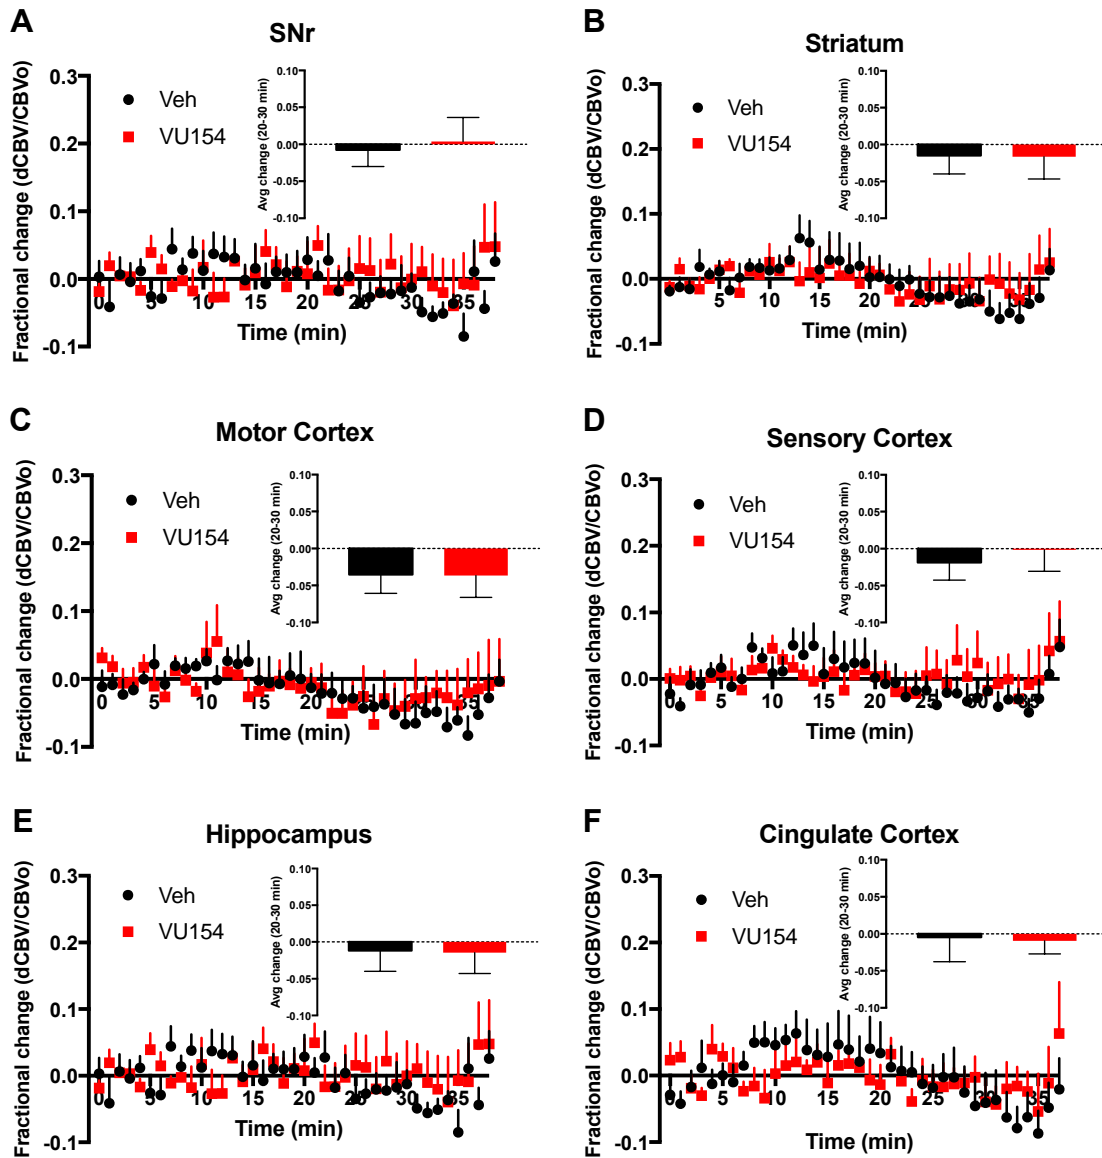 A
SNr
Fractional change (dCBV/CBVo)
0.3
0.2
0.1
0.0
-0.1
Veh
VU154
Avg change (20-30 min)
0.10
0.05
0.00
-0.05
-0.10
0 5 10 15 20 25 30 35
Time (min)
B
Striatum
Fractional change (dCBV/CBVo)
0.3
0.2
0.1
0.0
-0.1
Veh
VU154
Avg change (20-30 min)
0.10
0.05
0.00
-0.05
-0.10
5 10 15 20 25 30 35
Time (min)
C
Motor Cortex
Fractional change (dCBV/CBVo)
0.3
0.2
0.1
0.0
-0.1
Veh
VU154
Avg change (20-30 min)
0.10
0.05
0.00
-0.05
-0.10
0 5 10 15 20 25 30 35
Time (min)
D
Sensory Cortex
Fractional change (dCBV/CBVo)
0.3
0.2
0.1
0.0
-0.1
Veh
VU154
Avg change (20-30 min)
0.10
0.05
0.00
-0.05
-0.10
0 5 10 15 20 25 30 35
Time (min)
E
Hippocampus
Fractional change (dCBV/CBVo)
0.3
0.2
0.1
0.0
-0.1
Veh
VU154
Avg change (20-30 min)
0.10
0.05
0.00
-0.05
-0.10
0 5 10 15 20 25 30 35
Time (min)
F
Cingulate Cortex
Fractional change (dCBV/CBVo)
0.3
0.2
0.1
0.0
-0.1
Veh
VU154
Avg change (20-30 min)
0.10
0.05
0.00
-0.05
-0.10
0 5 10 15 20 25 30 35
Time (min)